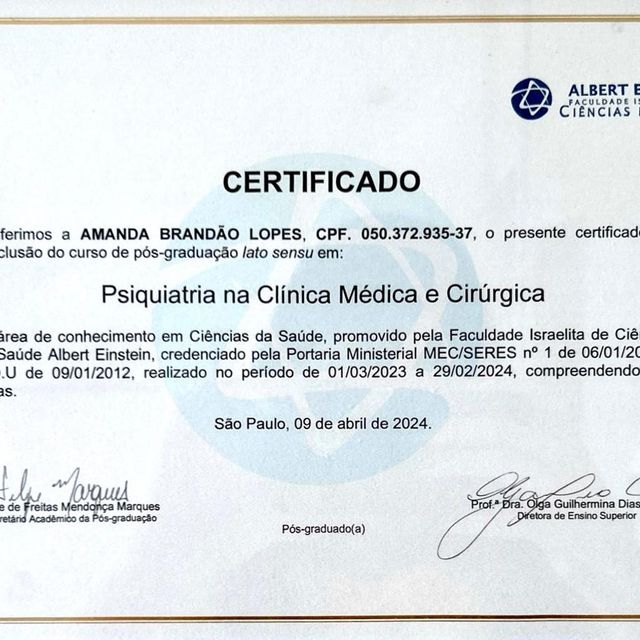 ALBERT E
FACULDADE IS
CIÊNCIAS
CERTIFICADO
ferimos a AMANDA BRANDÃO LOPES, CPF. 050.372.935-37, o presente certificado
clusão do curso de pós-graduação lato sensu em:
Psiquiatria na Clínica Médica e Cirúrgica
área de conhecimento em Ciências da Saúde, promovido pela Faculdade Israelita de Ciên
Saúde Albert Einstein, credenciado pela Portaria Ministerial MEC/SERES nº 1 de 06/01/20
O.U de 09/01/2012, realizado no período de 01/03/2023 a 29/02/2024, compreendendo
as.
São Paulo, 09 de abril de 2024.
e de Freitas Mendonça Marques
cretário Acadêmico da Pós-graduação
Pós-graduado(a)
Prof.ª Dra. Olga Guilhermina Dias
Diretora de Ensino Superior